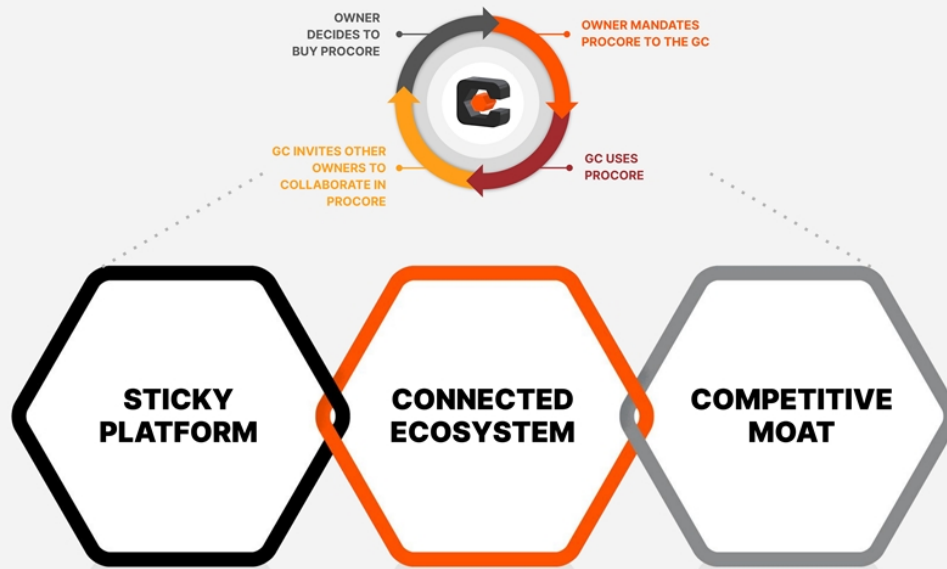 OWNER
DECIDES TO
BUY PROCORE
OWNER MANDATES
PROCORE TO THE GC
GC INVITES OTHER
OWNERS TO
COLLABORATE IN
PROCORE
GC USES
PROCORE
STICKY
PLATFORM
CONNECTED
ECOSYSTEM
COMPETITIVE
MOAT